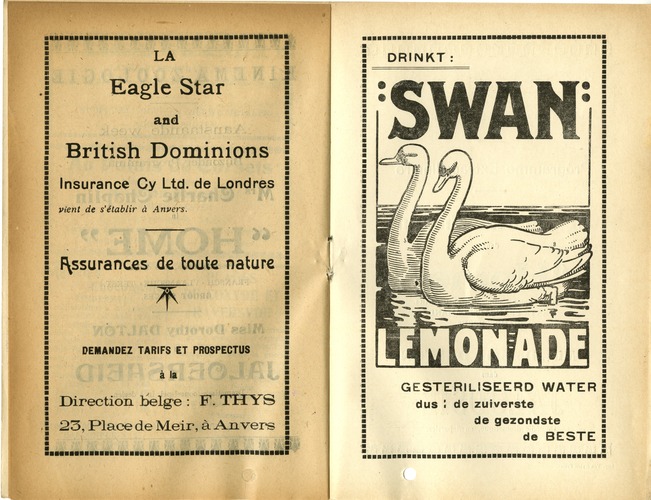 LA
Eagle Star
and
British Dominions
Insurance Cy Ltd. de Londres
vient de s'établir à Anvers.
Assurances de toute nature
DEMANDEZ TARIFS ET PROSPECTUS
à la
Direction belge : F. THYS
23, Place de Meir, à Anvers
DRINKT :
:SWAN:
LEMONADE
GESTERILISEERD WATER
dus : de zuiverste
de gezondste
de BESTE